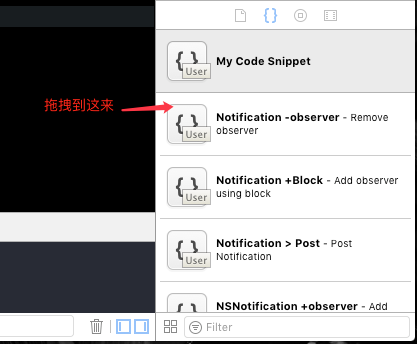 My Code Snippet
User
拖拽到这来
Notification -observer - Remove
observer
User
Notification +Block - Add observer
using block
User
Notification > Post - Post
Notification
User
NSNotification +observer - Add
User
Filter